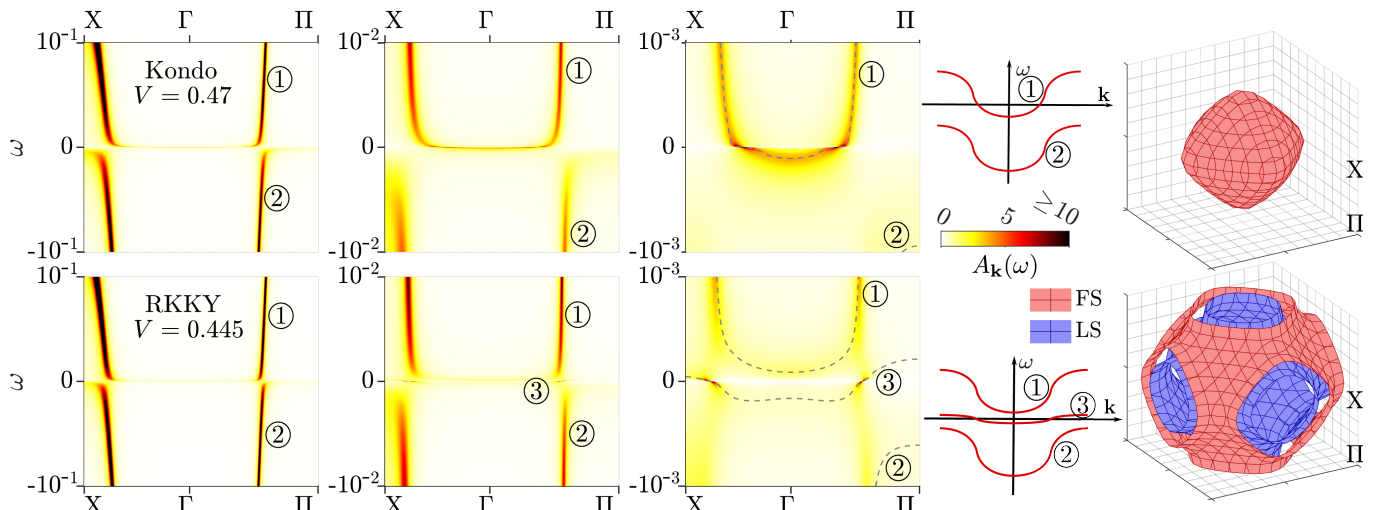 X Γ Π X Γ Π X Γ Π
10⁻¹ 10⁻² 10⁻³
Kondo
V = 0.47
① ① ① ω ① k
ω 0 0 0
② ② ② ②
0 5 ≥10
-10⁻¹ -10⁻² -10⁻³
A_k(ω)
X
Π
10⁻¹ 10⁻² 10⁻³
RKKY
V = 0.445
① ① ①
FS
LS
ω 0 0 0
③ ③
② ② ②
-10⁻¹ -10⁻² -10⁻³
X Γ Π X Γ Π X Γ Π
ω
① ③ k
②
X
Π